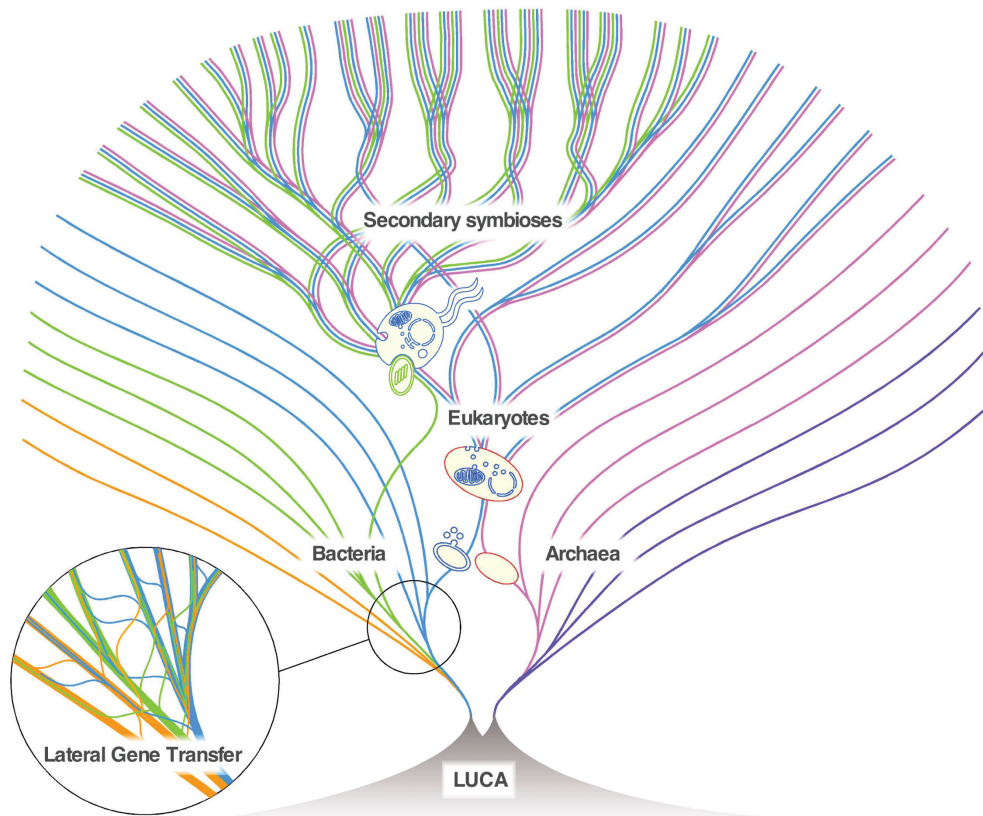 Secondary symbioses
Eukaryotes
Bacteria
Archaea
Lateral Gene Transfer
LUCA